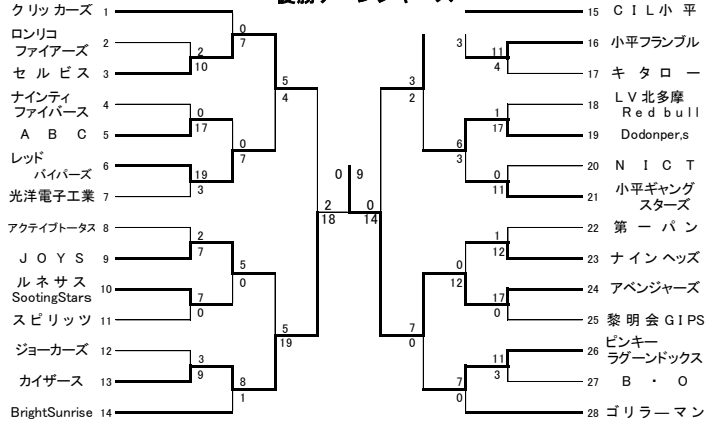 クリッカーズ 1
ロンリコ
ファイアーズ 2
セルビス 3
ナインティ
ファイバース 4
ＡＢＣ 5
レッド
バイパーズ 6
光洋電子工業 7
アクテイブトータス 8
ＪＯＹＳ 9
ルネサス
SootingStars 10
スピリッツ 11
ジョーカーズ 12
カイザース 13
BrightSunrise 14
0
7
2
10
0
17
0
7
19
3
5
4
2
7
5
0
7
0
3
9
8
1
5
19
2
18
0 9
0
14
3
2
3
11
4
6
3
1
17
0
11
7
0
0
12
1
12
17
0
7
0
11
3
15 ＣＩＬ小平
16 小平フランブル
17 キタロー
18 ＬＶ北多摩
Ｒｅｄ ｂｕｌｌ
19 Dodonper,s
20 ＮＩＣＴ
21 小平ギャング
スターズ
22 第一パン
23 ナインヘッズ
24 アベンジャーズ
25 黎明会ＧＩＰＳ
26 ピンキー
ラグーンドックス
27 Ｂ・Ｏ
28 ゴリラーマン